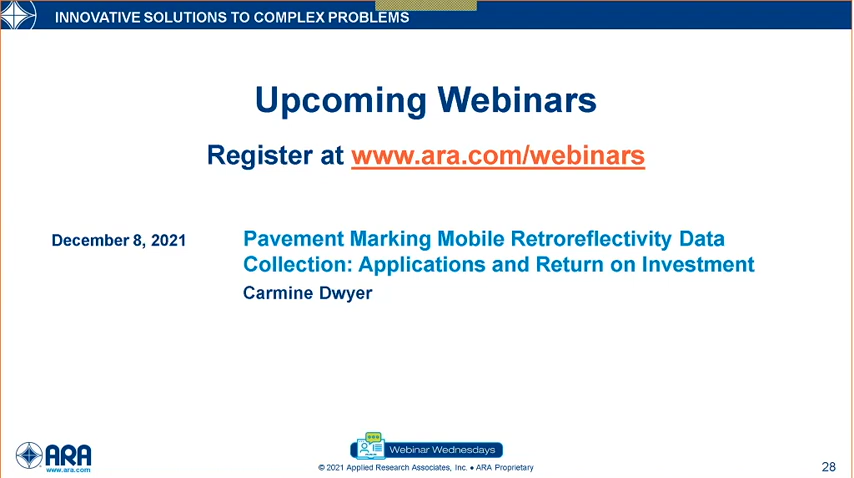 INNOVATIVE SOLUTIONS TO COMPLEX PROBLEMS
Upcoming Webinars
Register at www.ara.com/webinars
December 8, 2021
Pavement Marking Mobile Retroreflectivity Data
Collection: Applications and Return on Investment
Carmine Dwyer
ARA
www.ara.com
Webinar Wednesdays
© 2021 Applied Research Associates, Inc. ● ARA Proprietary
28